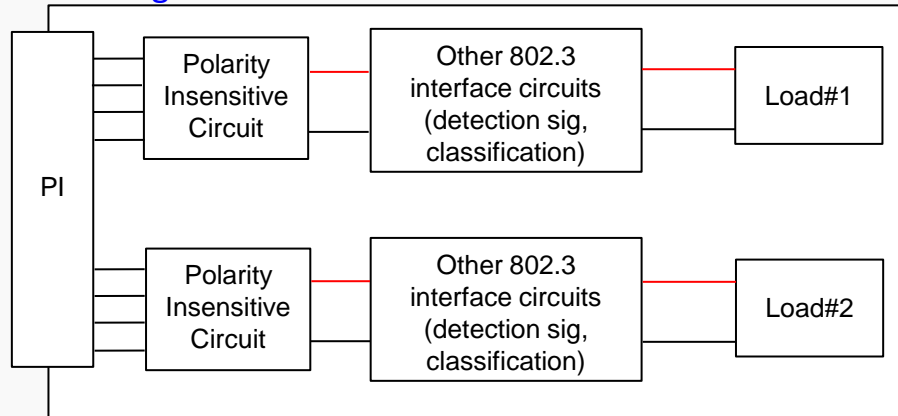 PI
Polarity
Insensitive
Circuit
Other 802.3
interface circuits
(detection sig,
classification)
Load#1
Polarity
Insensitive
Circuit
Other 802.3
interface circuits
(detection sig,
classification)
Load#2